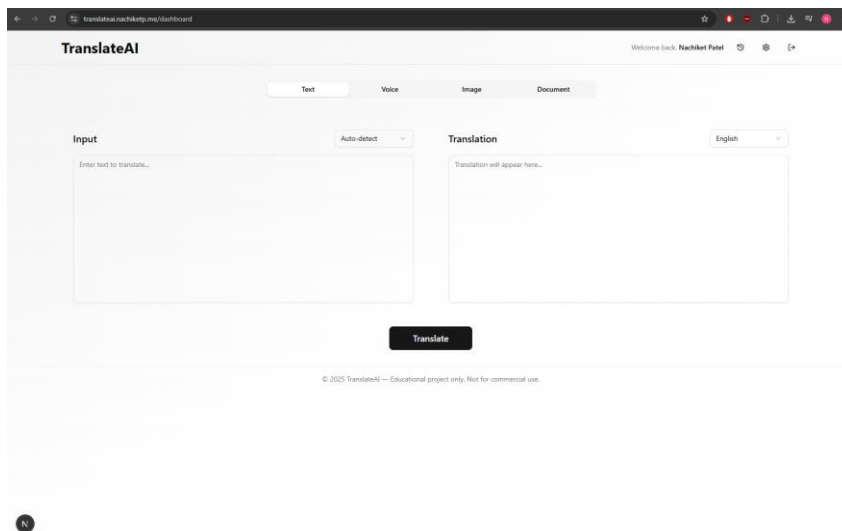 translateai.nachiketp.me/dashboard
TranslateAI
Welcome back, Nachiket Patel
Text Voice Image Document
Input Auto-detect Translation English
Enter text to translate... Translation will appear here...
Translate
© 2025 TranslateAI — Educational project only. Not for commercial use.
N